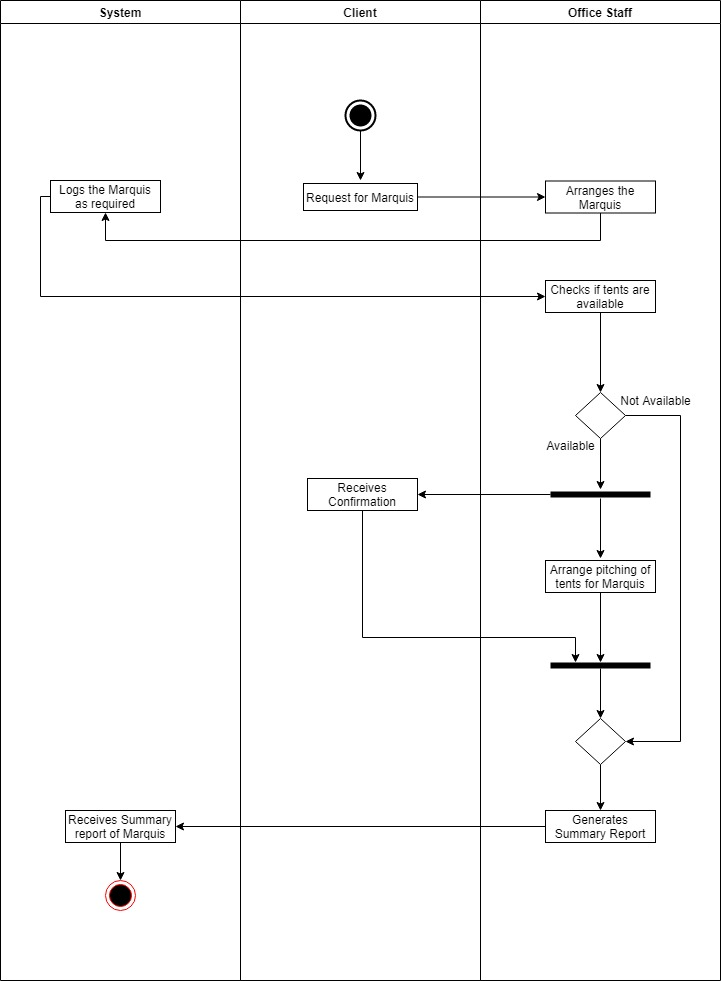 System
Client
Office Staff
Logs the Marquis
as required
Request for Marquis
Arranges the
Marquis
Checks if tents are
available
Not Available
Available
Receives
Confirmation
Arrange pitching of
tents for Marquis
Receives Summary
report of Marquis
Generates
Summary Report